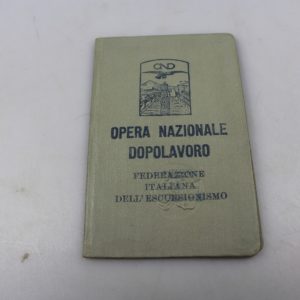 OND
OPERA NAZIONALE
DOPOLAVORO
FEDERAZIONE
ITALIANA
DELL'ESCURSIONISMO